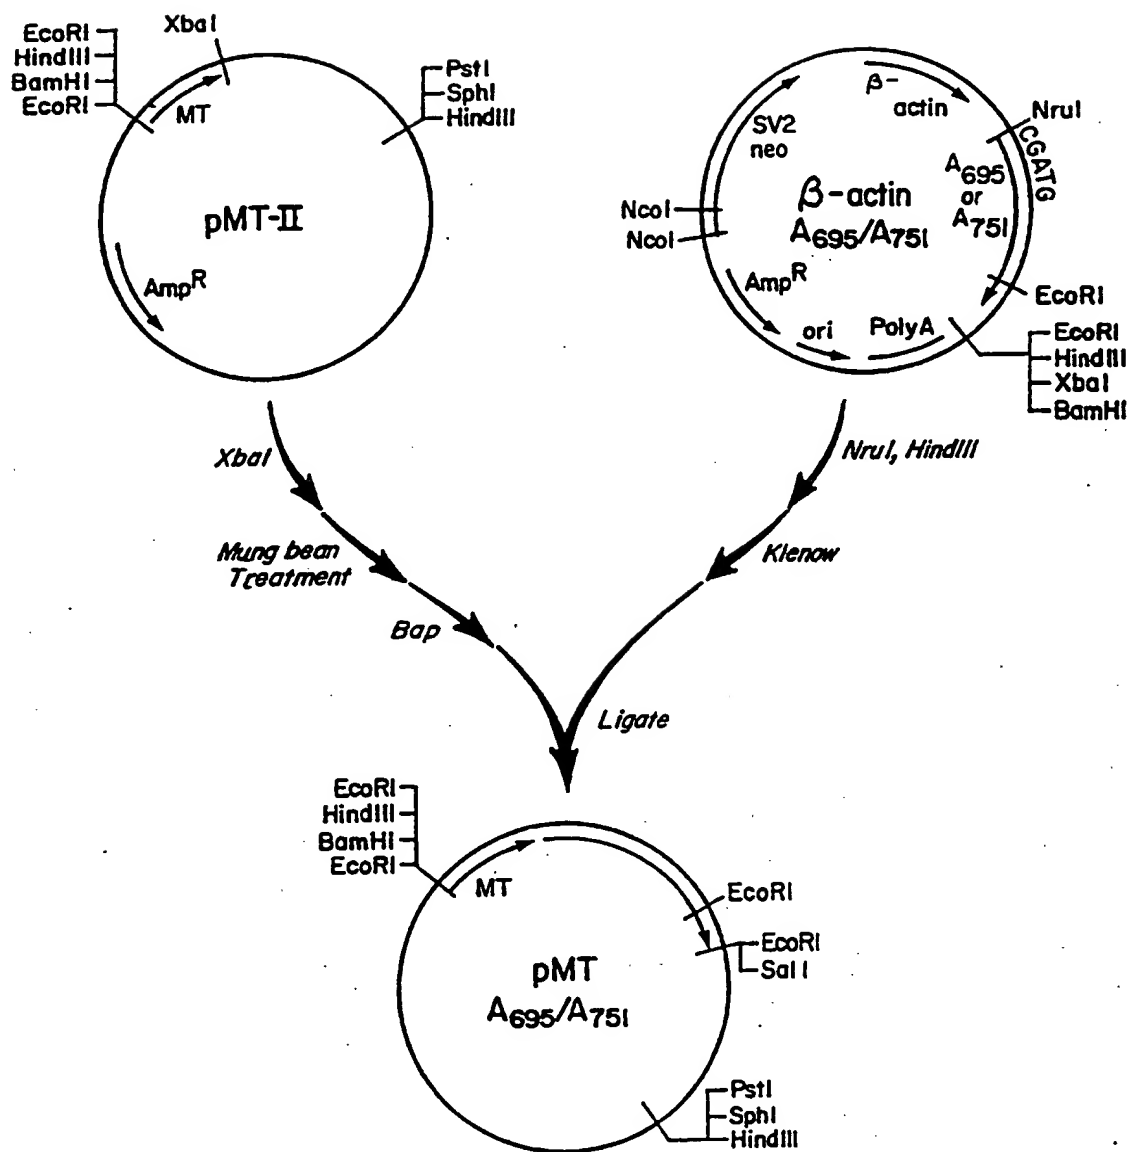 XbaI
EcoRI
HindIII
BamHI
EcoRI
MT
PstI
SphI
HindIII
pMT-II
Amp^R
β-
actin
NruI
CGATG
SV2
neo
A695
or
A751
β-actin
A695/A751
NcoI
NcoI
Amp^R
ori
PolyA
EcoRI
EcoRI
HindIII
XbaI
BamHI
XbaI
NruI, HindIII
Mung bean
Treatment
Klenow
Bap
Ligate
EcoRI
HindIII
BamHI
EcoRI
MT
EcoRI
EcoRI
SalI
pMT
A695/A751
PstI
SphI
HindIII